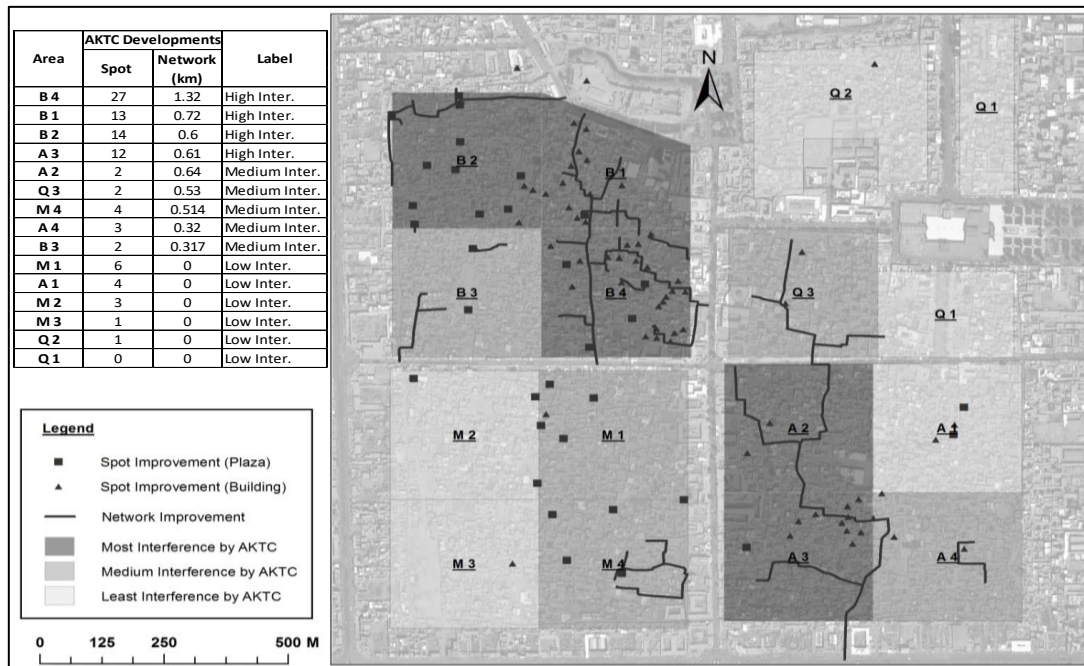 Area AKTC Developments Label
Spot Network (km)
B 4 27 1.32 High Inter.
B 1 13 0.72 High Inter.
B 2 14 0.6 High Inter.
A 3 12 0.61 High Inter.
A 2 2 0.64 Medium Inter.
Q 3 2 0.53 Medium Inter.
M 4 4 0.514 Medium Inter.
A 4 3 0.32 Medium Inter.
B 3 2 0.317 Medium Inter.
M 1 6 0 Low Inter.
A 1 4 0 Low Inter.
M 2 3 0 Low Inter.
M 3 1 0 Low Inter.
Q 2 1 0 Low Inter.
Q 1 0 0 Low Inter.
Legend
Spot Improvement (Plaza)
Spot Improvement (Building)
Network Improvement
Most Interference by AKTC
Medium Interference by AKTC
Least Interference by AKTC
0 125 250 500 M
N
Q 2
Q 1
B 2
B 1
B 3
B 4
Q 3
Q 1
M 2
M 1
A 2
A 1
M 3
M 4
A 3
A 4